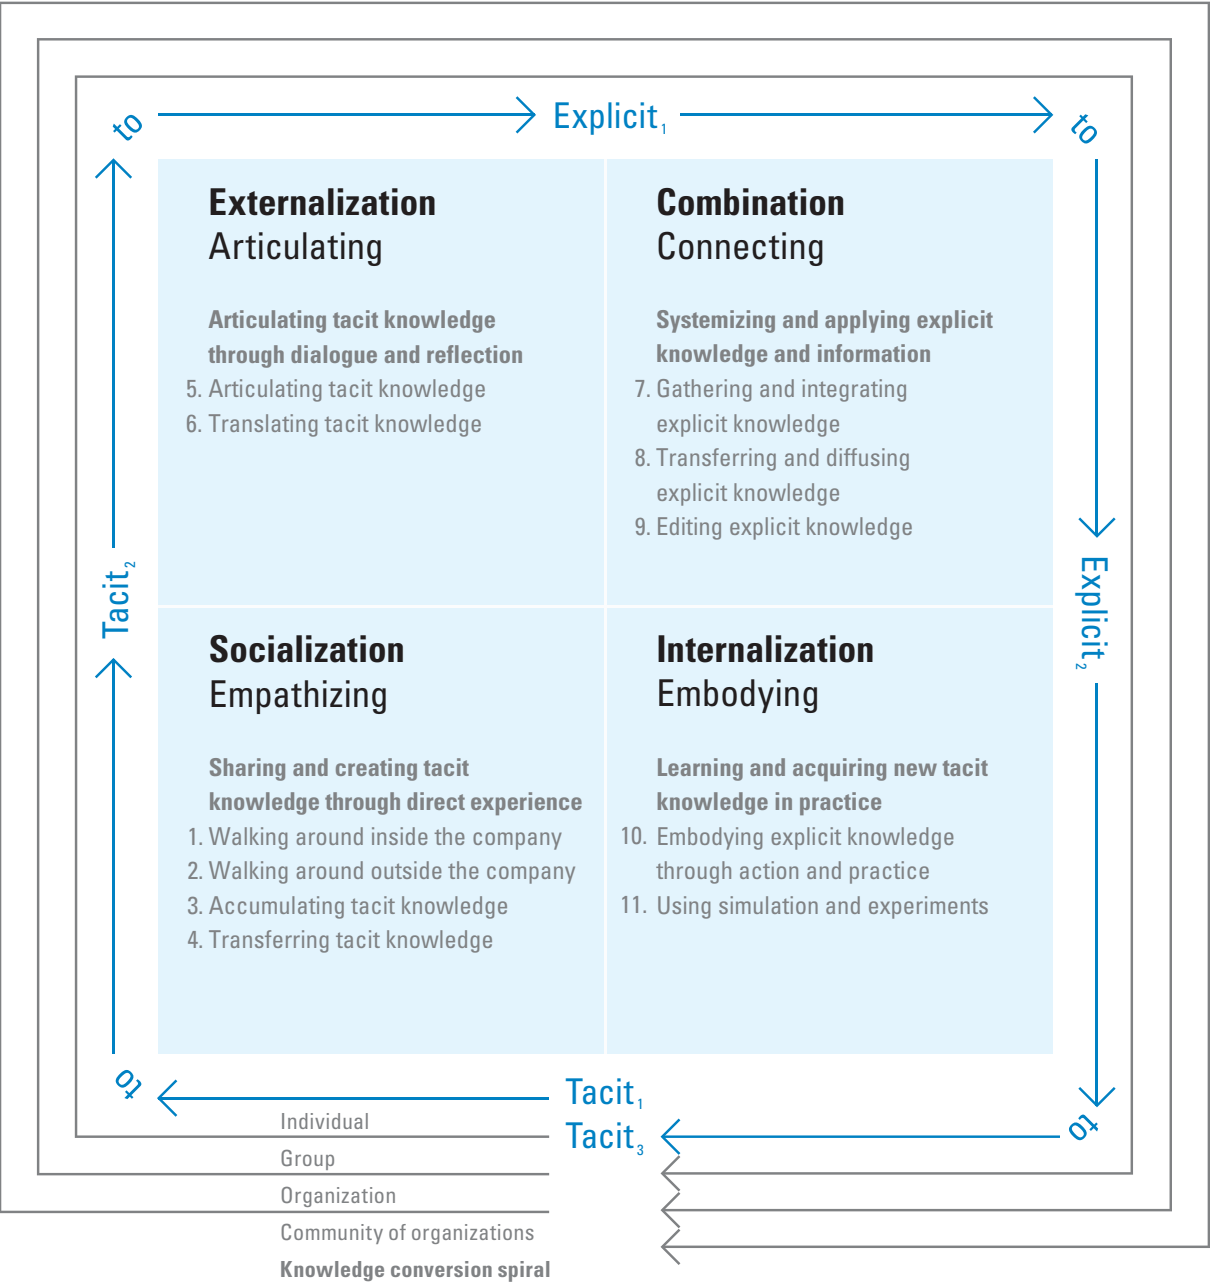 to
Explicit1
to
Externalization
Articulating
Articulating tacit knowledge
through dialogue and reflection
5. Articulating tacit knowledge
6. Translating tacit knowledge
Combination
Connecting
Systemizing and applying explicit
knowledge and information
7. Gathering and integrating
explicit knowledge
8. Transferring and diffusing
explicit knowledge
9. Editing explicit knowledge
Tacit2
Explicit2
Socialization
Empathizing
Sharing and creating tacit
knowledge through direct experience
1. Walking around inside the company
2. Walking around outside the company
3. Accumulating tacit knowledge
4. Transferring tacit knowledge
Internalization
Embodying
Learning and acquiring new tacit
knowledge in practice
10. Embodying explicit knowledge
through action and practice
11. Using simulation and experiments
to
Tacit1
Tacit3
to
Individual
Group
Organization
Community of organizations
Knowledge conversion spiral